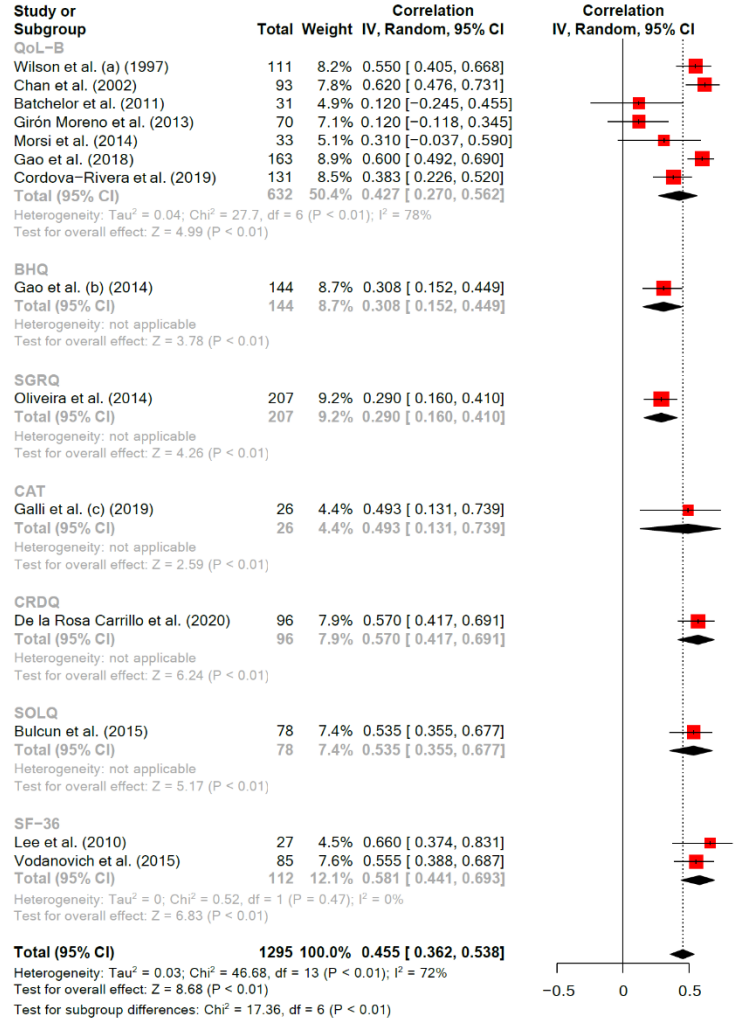 Study or Correlation Correlation
Subgroup Total Weight IV, Random, 95% CI IV, Random, 95% CI
QoL−B
Wilson et al. (a) (1997) 111 8.2% 0.550 [ 0.405, 0.668]
Chan et al. (2002) 93 7.8% 0.620 [ 0.476, 0.731]
Batchelor et al. (2011) 31 5.0% 0.120 [−0.245, 0.455]
Girón Moreno et al. (2013) 70 7.1% 0.120 [−0.118, 0.345]
Morsi et al. (2014) 33 5.1% 0.310 [−0.037, 0.590]
Gao et al. (2018) 163 8.9% 0.600 [ 0.492, 0.690]
Cordova−Rivera et al. (2019) 131 8.5% 0.383 [ 0.226, 0.520]
Total (95% CI) 632 50.4% 0.427 [ 0.270, 0.562]
Heterogeneity: Tau² = 0.04; Chi² = 27.7, df = 6 (P < 0.01); I² = 78%
Test for overall effect: Z = 4.99 (P < 0.01)
BHQ
Gao et al. (b) (2014) 144 8.7% 0.308 [ 0.152, 0.449]
Total (95% CI) 144 8.7% 0.308 [ 0.152, 0.449]
Heterogeneity: not applicable
Test for overall effect: Z = 3.78 (P < 0.01)
SGRQ
Oliveira et al. (2014) 207 9.2% 0.290 [ 0.160, 0.410]
Total (95% CI) 207 9.2% 0.290 [ 0.160, 0.410]
Heterogeneity: not applicable
Test for overall effect: Z = 4.26 (P < 0.01)
CAT
Galli et al. (c) (2019) 26 4.4% 0.493 [ 0.131, 0.739]
Total (95% CI) 26 4.4% 0.493 [ 0.131, 0.739]
Heterogeneity: not applicable
Test for overall effect: Z = 2.59 (P < 0.01)
CRDQ
De la Rosa Carrillo et al. (2020) 96 7.9% 0.570 [ 0.417, 0.691]
Total (95% CI) 96 7.9% 0.570 [ 0.417, 0.691]
Heterogeneity: not applicable
Test for overall effect: Z = 6.24 (P < 0.01)
SOLQ
Bulcun et al. (2015) 78 7.4% 0.535 [ 0.355, 0.677]
Total (95% CI) 78 7.4% 0.535 [ 0.355, 0.677]
Heterogeneity: not applicable
Test for overall effect: Z = 5.17 (P < 0.01)
SF−36
Lee et al. (2010) 27 4.5% 0.660 [ 0.374, 0.831]
Vodanovich et al. (2015) 85 7.6% 0.555 [ 0.388, 0.687]
Total (95% CI) 112 12.1% 0.581 [ 0.441, 0.693]
Heterogeneity: Tau² = 0; Chi² = 0.52, df = 1 (P = 0.47); I² = 0%
Test for overall effect: Z = 6.83 (P < 0.01)
Total (95% CI) 1295 100.0% 0.455 [ 0.362, 0.538]
Heterogeneity: Tau² = 0.03; Chi² = 46.68, df = 13 (P < 0.01); I² = 72%
Test for overall effect: Z = 8.68 (P < 0.01)
Test for subgroup differences: Chi² = 17.36, df = 6 (P < 0.01)
−0.5 0 0.5